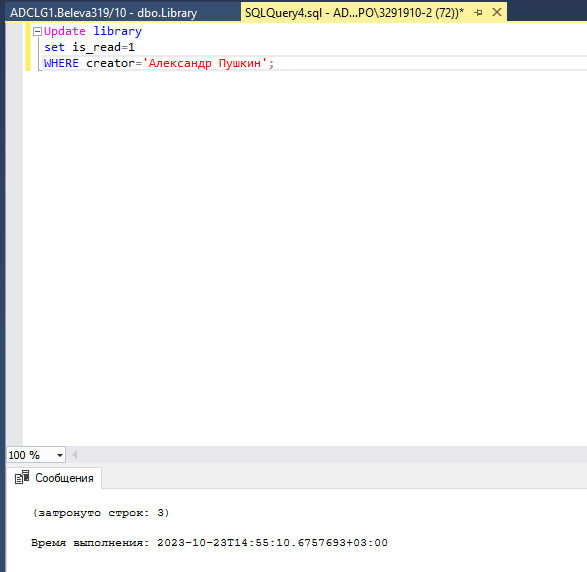 ADCLG1.Beleva319/10 - dbo.Library
SQLQuery4.sql - AD...PO\3291910-2 (72))*
Update library
set is_read=1
WHERE creator='Александр Пушкин';
100 %
Сообщения
(затронуто строк: 3)
Время выполнения: 2023-10-23T14:55:10.6757693+03:00